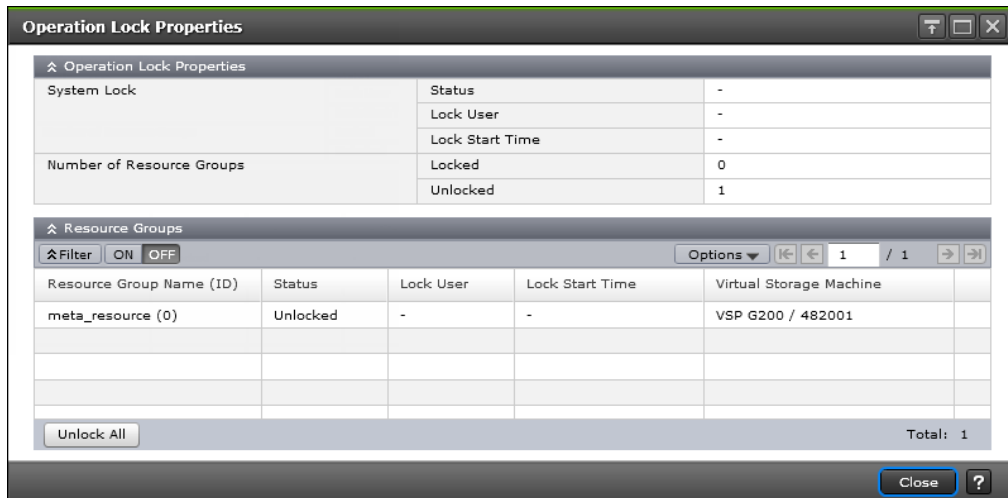 Operation Lock Properties
Operation Lock Properties
System Lock Status -
Lock User -
Lock Start Time -
Number of Resource Groups Locked 0
Unlocked 1
Resource Groups
Filter ON OFF Options 1 / 1
Resource Group Name (ID) Status Lock User Lock Start Time Virtual Storage Machine
meta_resource (0) Unlocked - - VSP G200 / 482001
Unlock All Total: 1
Close ?